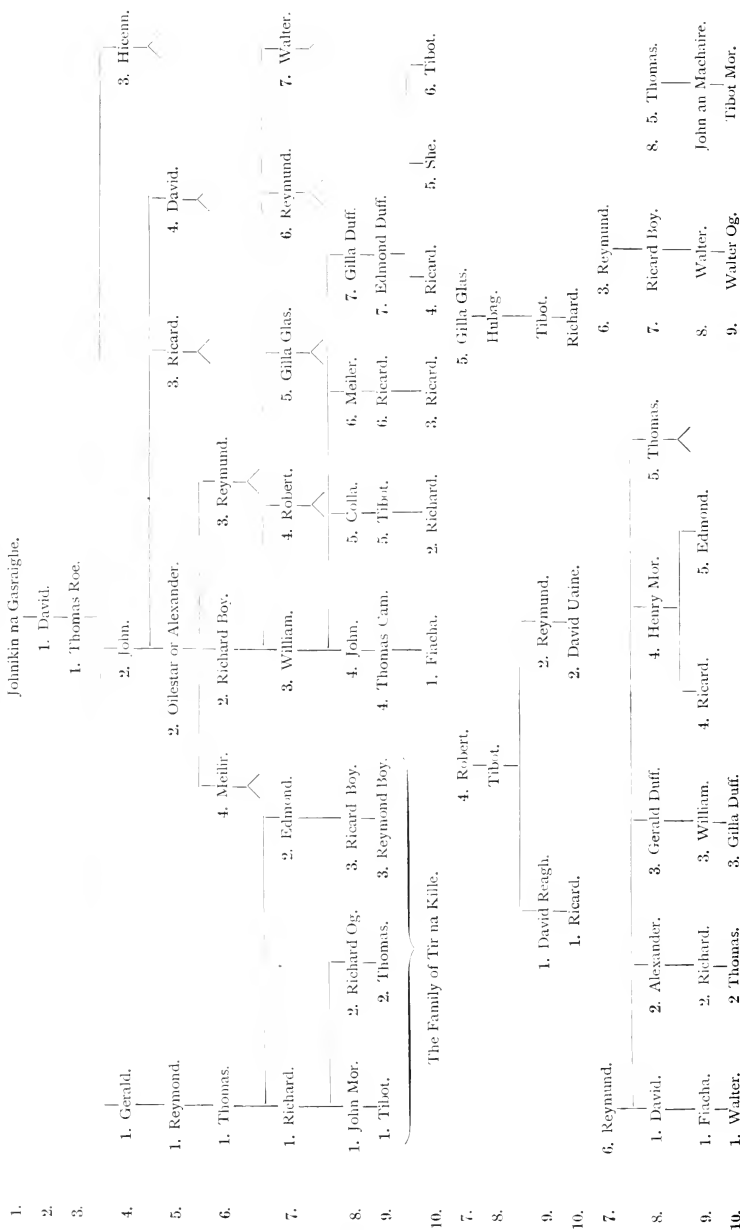 1. Johnikin na Gasraighe.
2. 1. David.
3. 1. Thomas Roe.
4. 1. Gerald. 2. John. 3. Hicenn.
5. 1. Reymond. 2. Oilestar or Alexander. 3. Ricard. 4. David.
6. 1. Thomas. 4. Meilir. 2. Richard Boy. 3. Reymund.
7. 1. Richard. 2. Edmond. 3. William. 4. Robert. 5. Gilla Glas. 6. Reymund. 7. Walter.
8. 1. John Mor. 2. Richard Og. 3. Ricard Boy. 4. John. 5. Colla. 6. Meiler. 7. Gilla Duff.
9. 1. Tibot. 2. Thomas. 3. Reymond Boy. 4. Thomas Cam. 5. Tibot. 6. Ricard. 7. Edmond Duff.
10. The Family of Tir na Kille. 1. Fiacha. 2. Richard. 3. Ricard. 4. Ricard. 5. She. 6. Tibot.
7. 4. Robert. 5. Gilla Glas.
8. Tibot. Hubag.
9. 1. David Reagh. 2. Reymund. Tibot.
10. 1. Ricard. 2. David Uaine. Richard.
7. 6. Reymund. 6. 3. Reymund.
8. 1. David. 2. Alexander. 3. Gerald Duff. 4. Henry Mor. 5. Thomas. 7. Ricard Boy. 8. 5. Thomas.
9. 1. Fiacha. 2. Richard. 3. William. 4. Ricard. 5. Edmond. 8. Walter. John an Machaire.
10. 1. Walter. 2 Thomas. 3. Gilla Duff. 9. Walter Og. Tibot Mor.